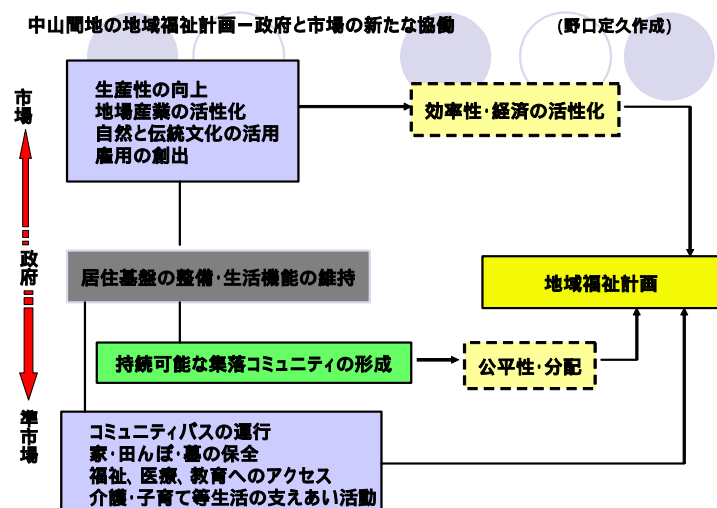 中山間地の地域福祉計画－政府と市場の新たな協働
(野口定久作成)
市場
政府
準市場
生産性の向上
地場産業の活性化
自然と伝統文化の活用
雇用の創出
効率性・経済の活性化
居住基盤の整備・生活機能の維持
地域福祉計画
持続可能な集落コミュニティの形成
公平性・分配
コミュニティバスの運行
家・田んぼ・墓の保全
福祉、医療、教育へのアクセス
介護・子育て等生活の支えあい活動